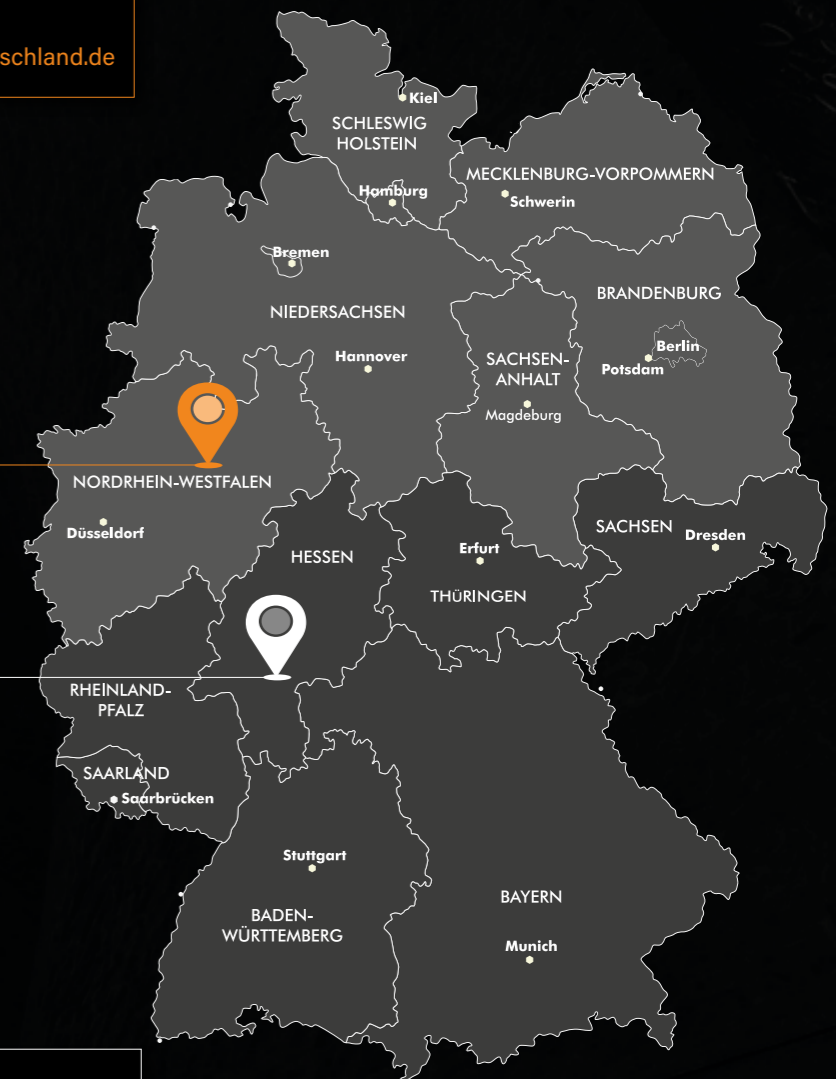 schland.de
Kiel
SCHLESWIG
HOLSTEIN
MECKLENBURG-VORPOMMERN
Hamburg
Schwerin
Bremen
BRANDENBURG
NIEDERSACHSEN
Berlin
Hannover
SACHSEN-
ANHALT
Potsdam
Magdeburg
NORDRHEIN-WESTFALEN
Düsseldorf
SACHSEN
Dresden
HESSEN
Erfurt
THÜRINGEN
RHEINLAND-
PFALZ
SAARLAND
Saarbrücken
Stuttgart
BAYERN
BADEN-
WÜRTTEMBERG
Munich